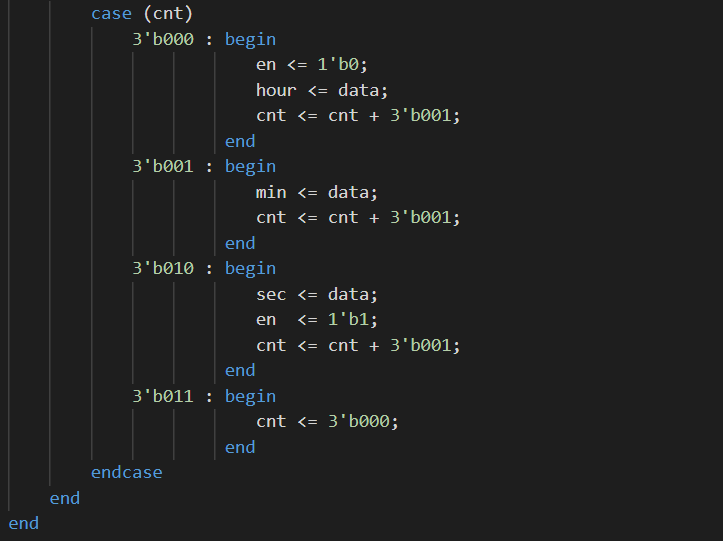 case (cnt)
3'b000 : begin
en <= 1'b0;
hour <= data;
cnt <= cnt + 3'b001;
end
3'b001 : begin
min <= data;
cnt <= cnt + 3'b001;
end
3'b010 : begin
sec <= data;
en  <= 1'b1;
cnt <= cnt + 3'b001;
end
3'b011 : begin
cnt <= 3'b000;
end
endcase
end
end